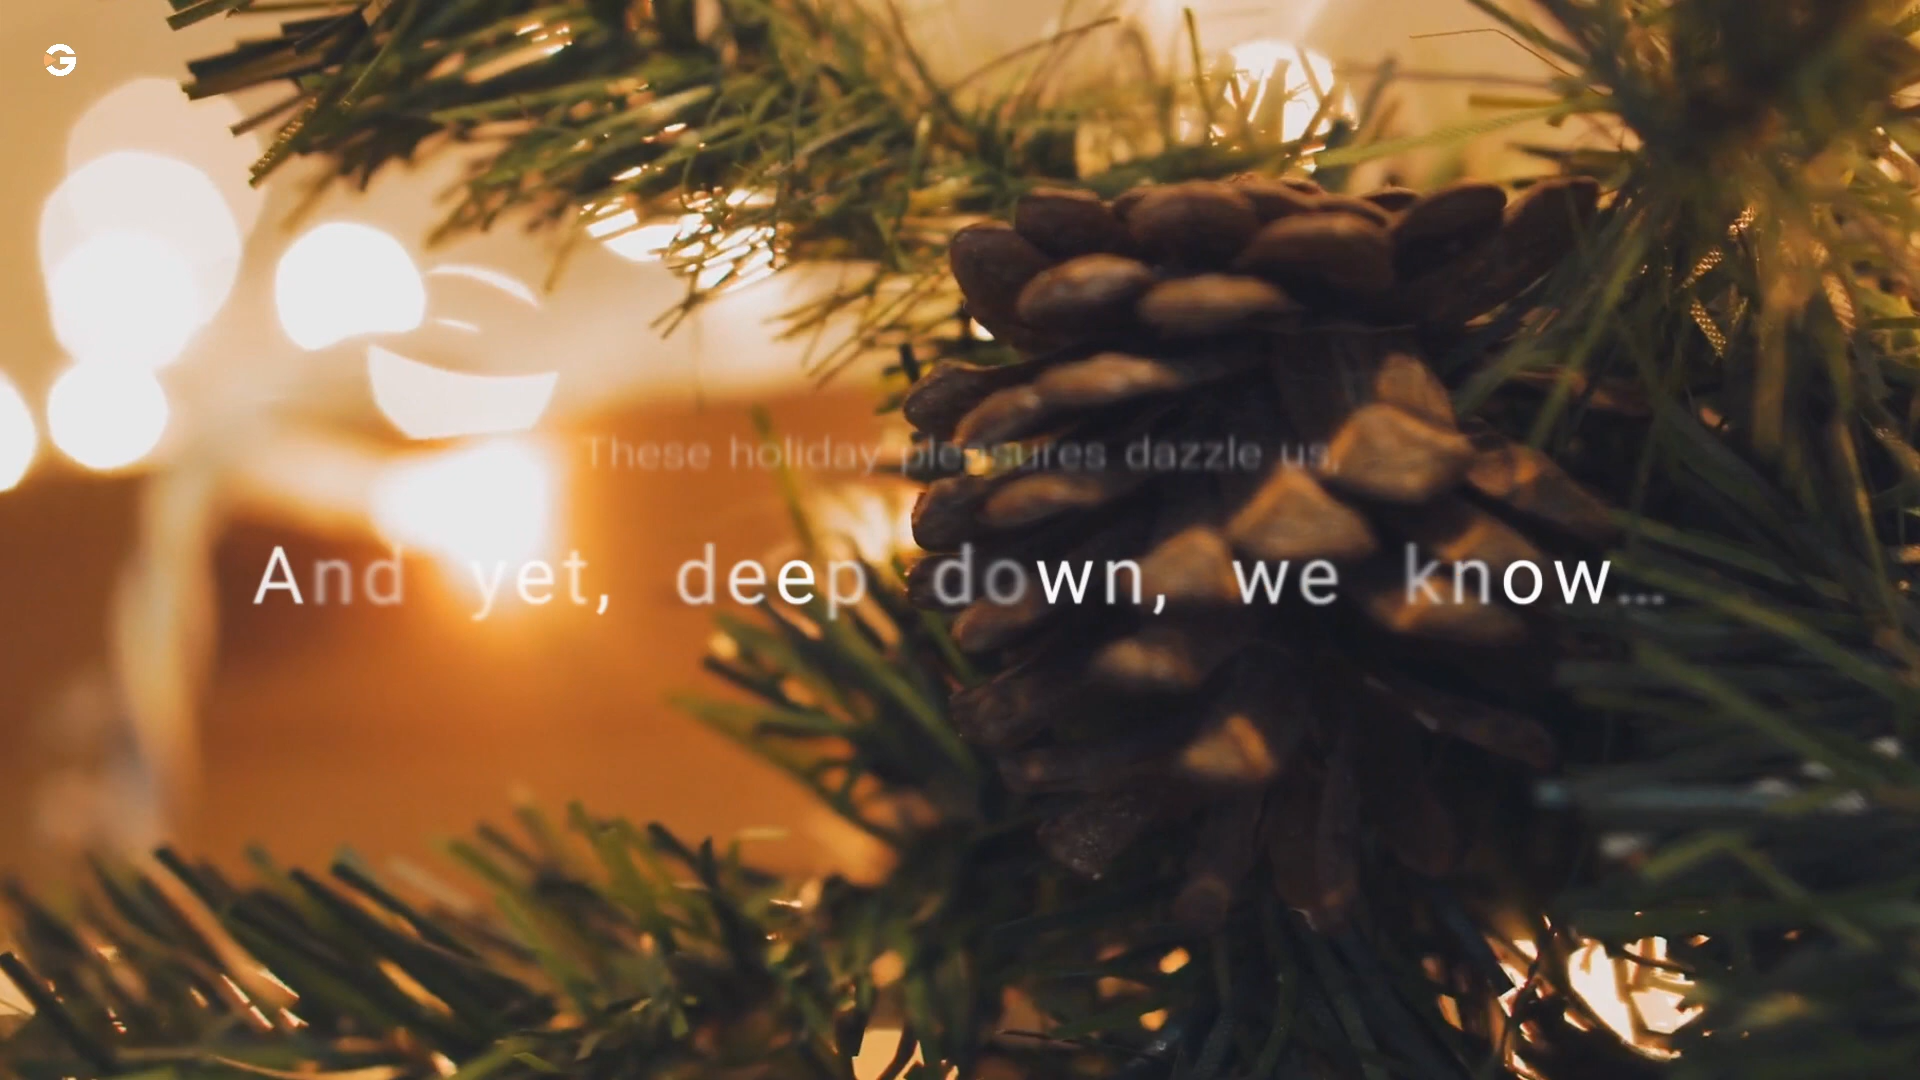 These holiday pleasures dazzle us,
And yet, deep down, we know...